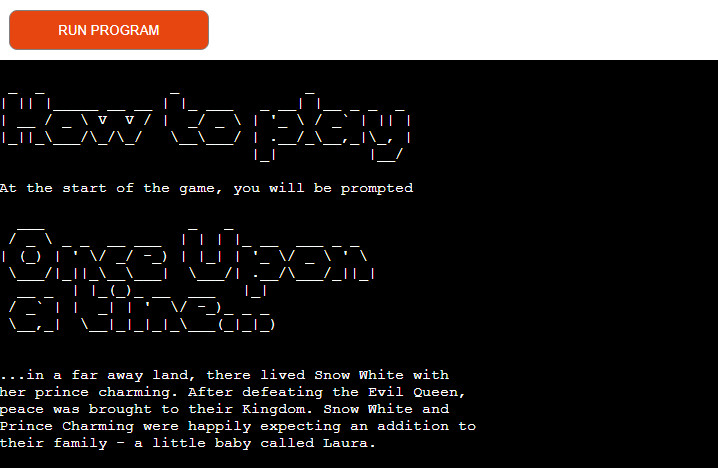 RUN PROGRAM
How to play
At the start of the game, you will be prompted
Once Upon
a time...
...in a far away land, there lived Snow White with
her prince charming. After defeating the Evil Queen,
peace was brought to their Kingdom. Snow White and
Prince Charming were happily expecting an addition to
their family - a little baby called Laura.